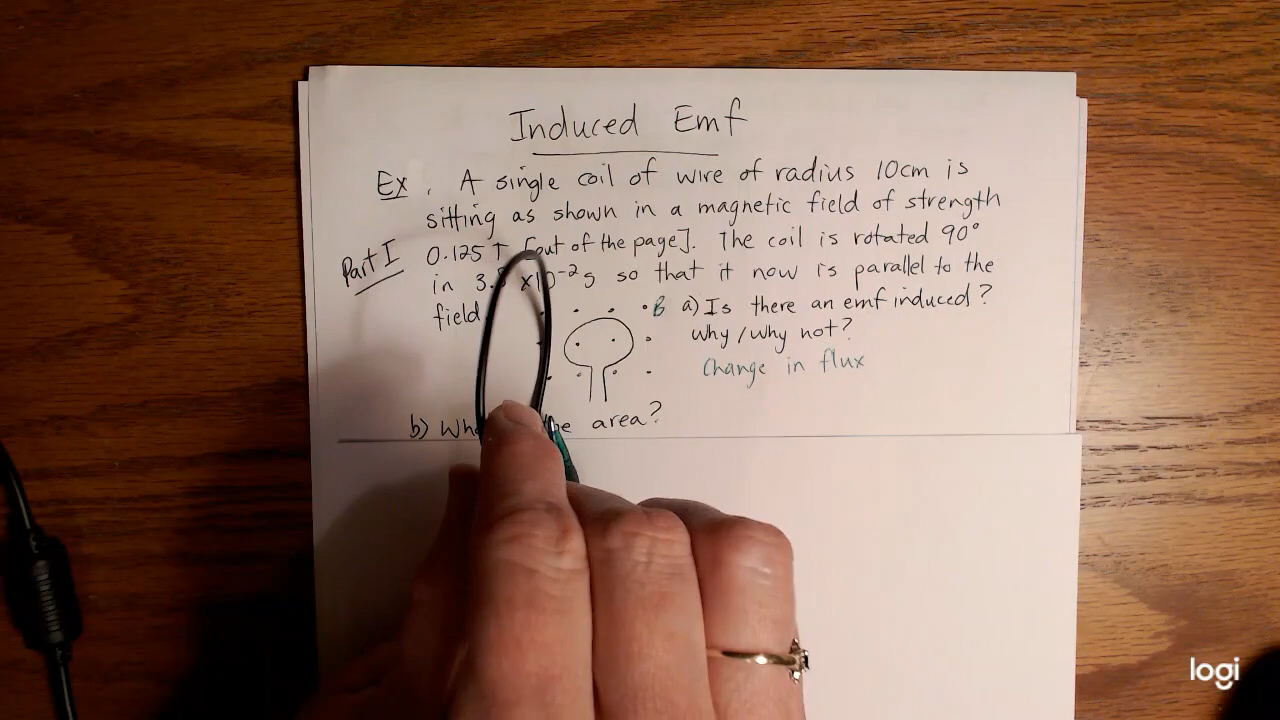 Induced Emf
Ex. A single coil of wire of radius 10cm is
sitting as shown in a magnetic field of strength
Part I
0.125 T [out of the page]. The coil is rotated 90°
in 3. x10⁻²s so that it now is parallel to the
field
B a) Is there an emf induced?
Why/why not?
Change in flux
b) area?
logi